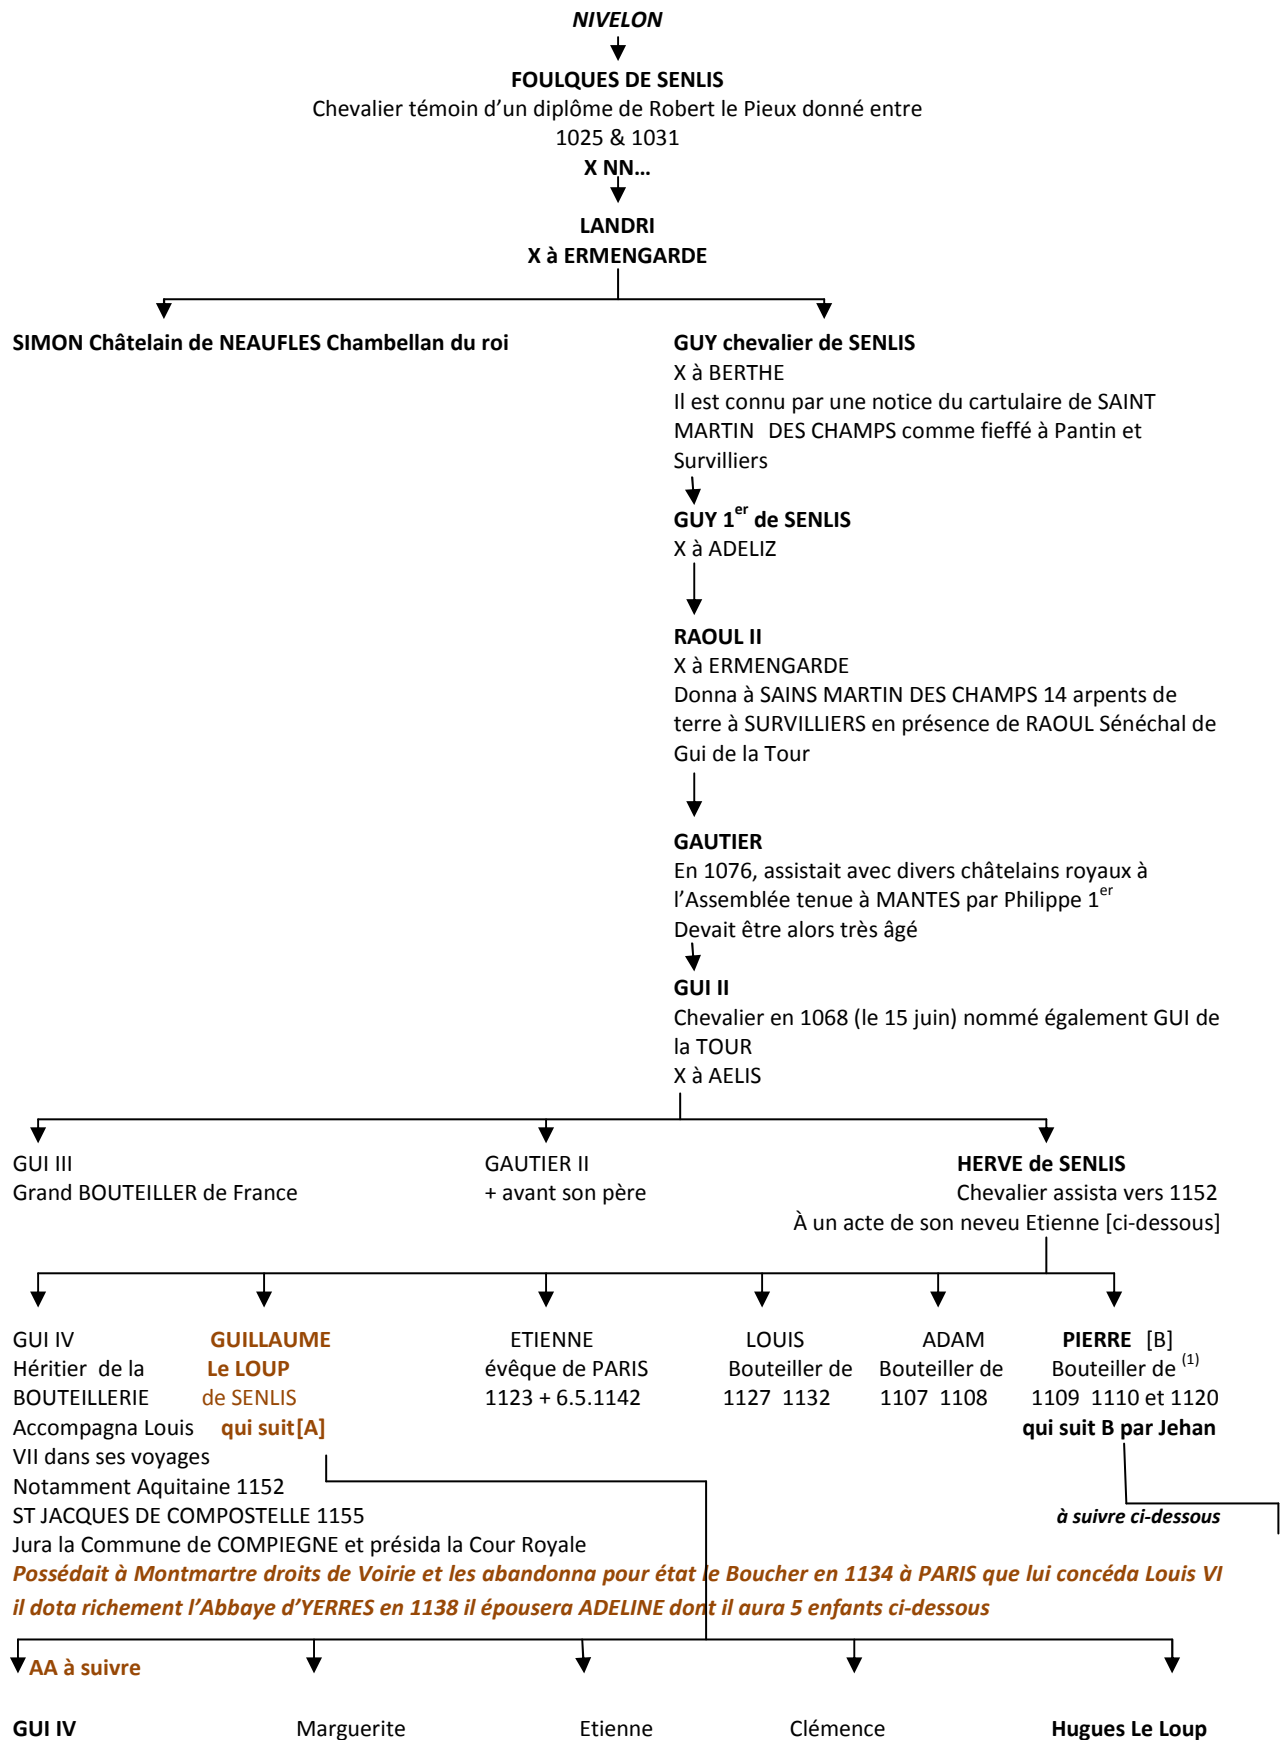 NIVELON
FOULQUES DE SENLIS
Chevalier témoin d’un diplôme de Robert le Pieux donné entre
1025 & 1031
X NN…
LANDRI
X à ERMENGARDE
SIMON Châtelain de NEAUFLES Chambellan du roi
GUY chevalier de SENLIS
X à BERTHE
Il est connu par une notice du cartulaire de SAINT
MARTIN DES CHAMPS comme fieffé à Pantin et
Survilliers
GUY 1er de SENLIS
X à ADELIZ
RAOUL II
X à ERMENGARDE
Donna à SAINS MARTIN DES CHAMPS 14 arpents de
terre à SURVILLIERS en présence de RAOUL Sénéchal de
Gui de la Tour
GAUTIER
En 1076, assistait avec divers châtelains royaux à
l’Assemblée tenue à MANTES par Philippe 1er
Devait être alors très âgé
GUI II
Chevalier en 1068 (le 15 juin) nommé également GUI de
la TOUR
X à AELIS
GUI III
Grand BOUTEILLER de France
GAUTIER II
+ avant son père
HERVE de SENLIS
Chevalier assista vers 1152
À un acte de son neveu Etienne [ci-dessous]
GUI IV
Héritier de la
BOUTEILLERIE
Accompagna Louis
VII dans ses voyages
Notamment Aquitaine 1152
ST JACQUES DE COMPOSTELLE 1155
Jura la Commune de COMPIEGNE et présida la Cour Royale
GUILLAUME
Le LOUP
de SENLIS
qui suit[A]
ETIENNE
évêque de PARIS
1123 + 6.5.1142
LOUIS
Bouteiller de
1127 1132
ADAM
Bouteiller de
1107 1108
PIERRE [B]
Bouteiller de (1)
1109 1110 et 1120
qui suit B par Jehan
à suivre ci-dessous
Possédait à Montmartre droits de Voirie et les abandonna pour état le Boucher en 1134 à PARIS que lui concéda Louis VI
il dota richement l’Abbaye d’YERRES en 1138 il épousera ADELINE dont il aura 5 enfants ci-dessous
AA à suivre
GUI IV Marguerite Etienne Clémence Hugues Le Loup